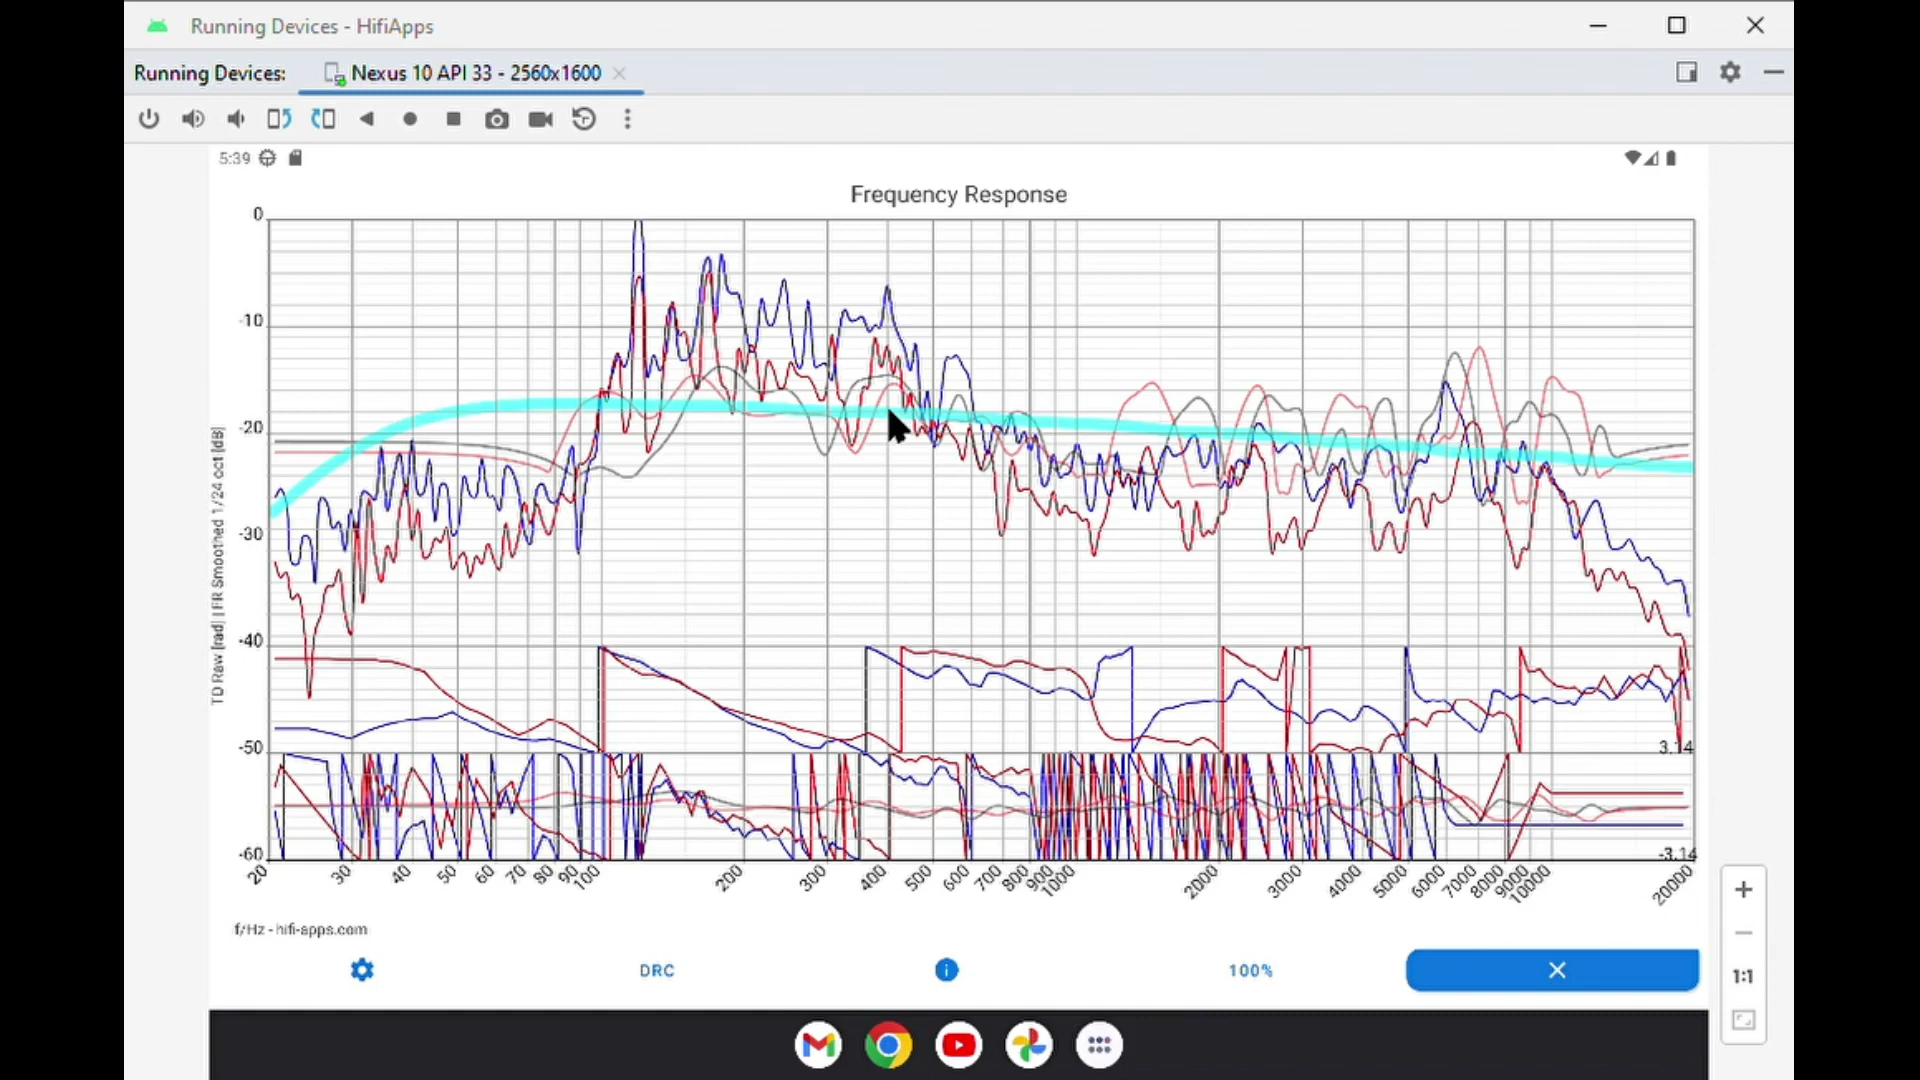 Running Devices - HifiApps
Running Devices:
Nexus 10 API 33 - 2560x1600
5:39
Frequency Response
0
-10
-20
-30
-40
-50
-60
TD Raw [rad] | FR Smoothed 1/24 oct [dB]
3.14
-3.14
20 30 40 50 60 70 80 90 100 200 300 400 500 600 700 800 900 1000 2000 3000 4000 5000 6000 7000 8000 9000 10000 20000
f/Hz - hifi-apps.com
DRC
100%
1:1